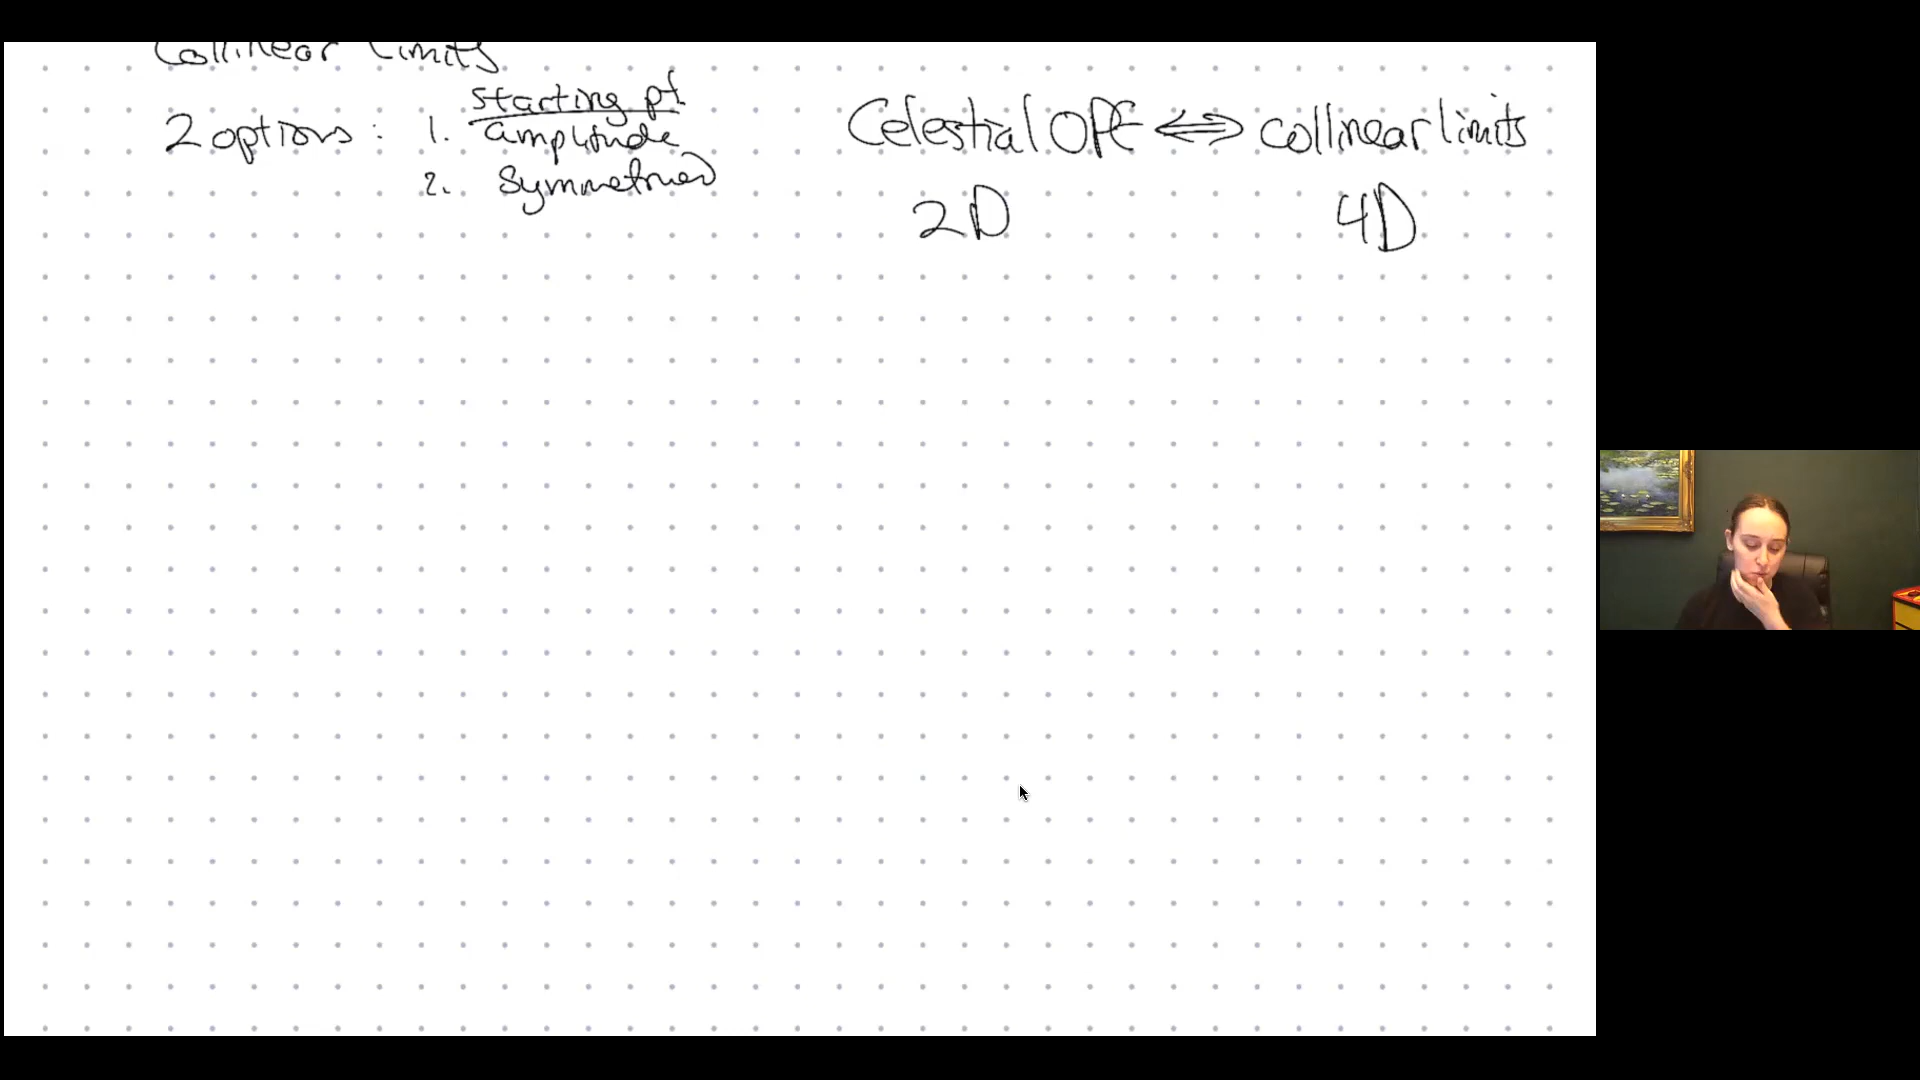 Collinear Limits
starting pt.
2 options : 1. amplitude
2. Symmetries
Celestial OPE ⟺ collinear limits
2D 4D